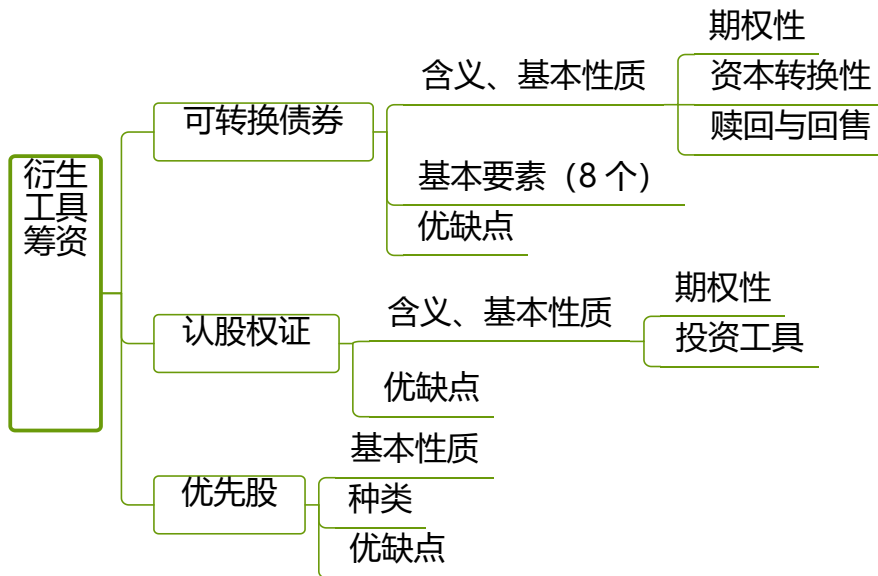 衍生
工具
筹资
可转换债券
含义、基本性质
期权性
资本转换性
赎回与回售
基本要素（8 个）
优缺点
认股权证
含义、基本性质
期权性
投资工具
优缺点
优先股
基本性质
种类
优缺点